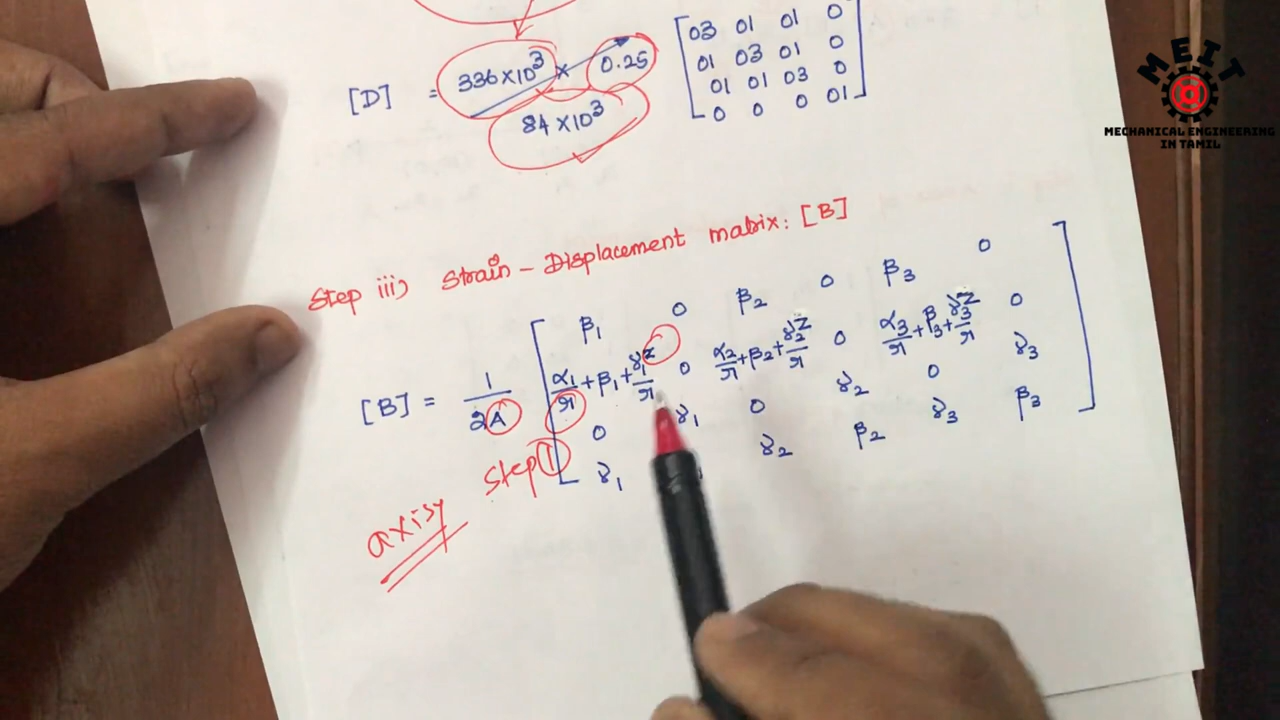 [D] = 336×10³ × 0.25 [03 01 01 0
01 03 01 0
01 01 03 0
0 0 0 01]
84×10³
MEIT
MECHANICAL ENGINEERING
IN TAMIL
Step iii) Strain - Displacement matrix: [B]
[B] = 1/2A [β₁ 0 β₂ 0 β₃ 0
α₁/r + β₁ + γ₁z/r 0 α₂/r + β₂ + γ₂z/r 0 α₃/r + β₃ + γ₃z/r 0
0 γ₁ 0 γ₂ 0 γ₃
γ₁ γ₂ β₂ γ₃ β₃]
Step 1
axisy